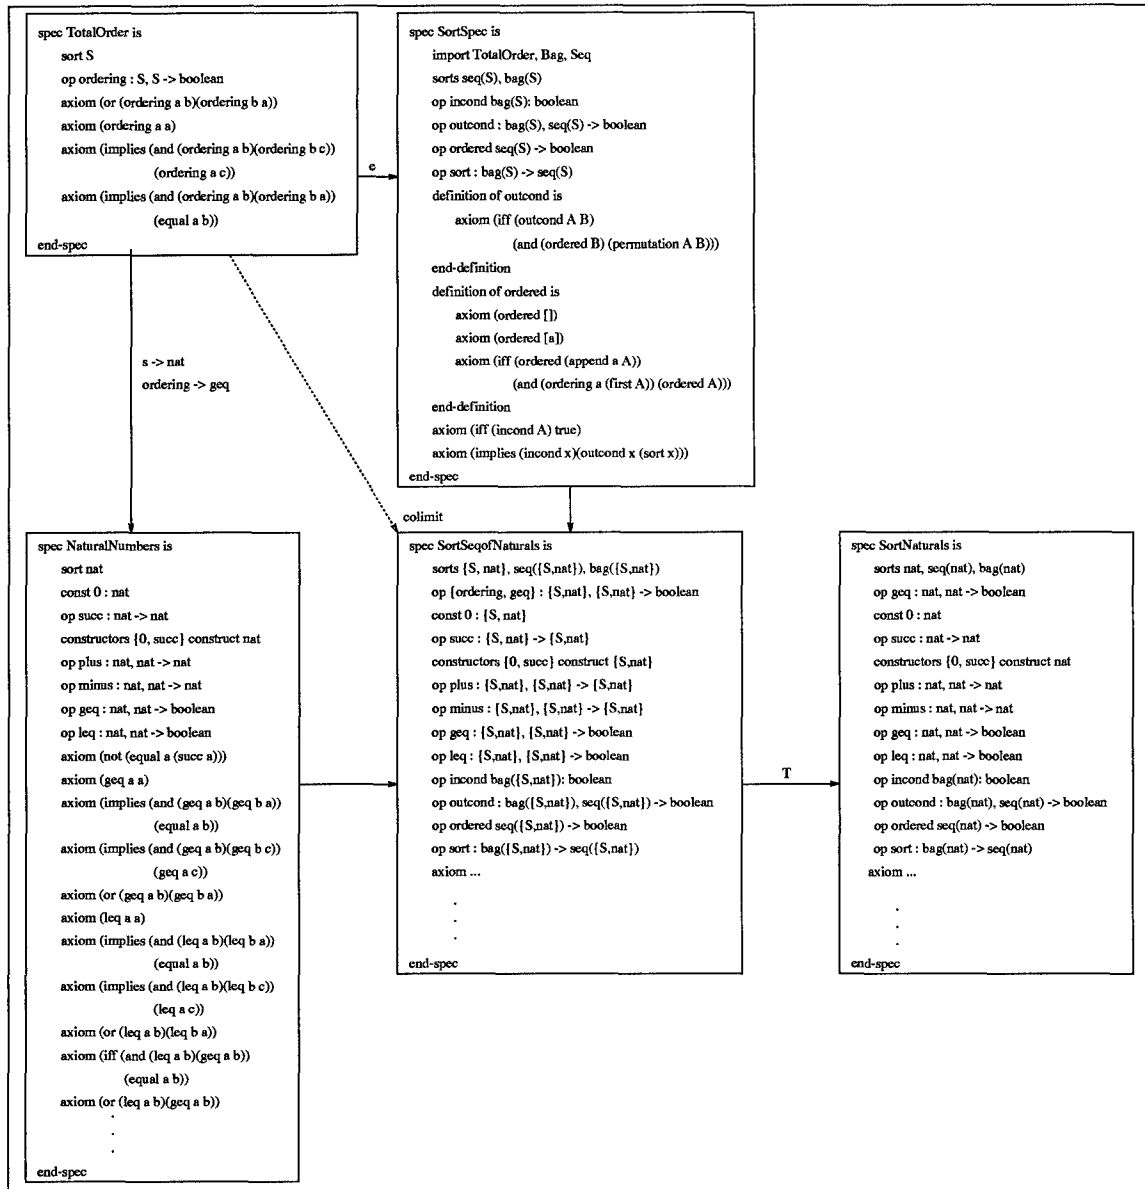 spec TotalOrder is
sort S
op ordering : S, S -> boolean
axiom (or (ordering a b)(ordering b a))
axiom (ordering a a)
axiom (implies (and (ordering a b)(ordering b c))
(ordering a c))
axiom (implies (and (ordering a b)(ordering b a))
(equal a b))
end-spec
e
spec SortSpec is
import TotalOrder, Bag, Seq
sorts seq(S), bag(S)
op incond bag(S): boolean
op outcond : bag(S), seq(S) -> boolean
op ordered seq(S) -> boolean
op sort : bag(S) -> seq(S)
definition of outcond is
axiom (iff (outcond A B)
(and (ordered B) (permutation A B)))
end-definition
definition of ordered is
axiom (ordered [])
axiom (ordered [a])
axiom (iff (ordered (append a A))
(and (ordering a (first A)) (ordered A)))
end-definition
axiom (iff (incond A) true)
axiom (implies (incond x)(outcond x (sort x)))
end-spec
s -> nat
ordering -> geq
colimit
spec NaturalNumbers is
sort nat
const 0 : nat
op succ : nat -> nat
constructors {0, succ} construct nat
op plus : nat, nat -> nat
op minus : nat, nat -> nat
op geq : nat, nat -> boolean
op leq : nat, nat -> boolean
axiom (not (equal a (succ a)))
axiom (geq a a)
axiom (implies (and (geq a b)(geq b a))
(equal a b))
axiom (implies (and (geq a b)(geq b c))
(geq a c))
axiom (or (geq a b)(geq b a))
axiom (leq a a)
axiom (implies (and (leq a b)(leq b a))
(equal a b))
axiom (implies (and (leq a b)(leq b c))
(leq a c))
axiom (or (leq a b)(leq b a))
axiom (iff (and (leq a b)(geq a b))
(equal a b))
axiom (or (leq a b)(geq a b))
.
.
.
end-spec
spec SortSeqofNaturals is
sorts {S, nat}, seq({S,nat}), bag({S,nat})
op {ordering, geq} : {S,nat}, {S,nat} -> boolean
const 0 : {S, nat}
op succ : {S, nat} -> {S,nat}
constructors {0, succ} construct {S,nat}
op plus : {S,nat}, {S,nat} -> {S,nat}
op minus : {S,nat}, {S,nat} -> {S,nat}
op geq : {S,nat}, {S,nat} -> boolean
op leq : {S,nat}, {S,nat} -> boolean
op incond bag({S,nat}): boolean
op outcond : bag({S,nat}), seq({S,nat}) -> boolean
op ordered seq({S,nat}) -> boolean
op sort : bag({S,nat}) -> seq({S,nat})
axiom ...
.
.
.
end-spec
T
spec SortNaturals is
sorts nat, seq(nat), bag(nat)
op geq : nat, nat -> boolean
const 0 : nat
op succ : nat -> nat
constructors {0, succ} construct nat
op plus : nat, nat -> nat
op minus : nat, nat -> nat
op geq : nat, nat -> boolean
op leq : nat, nat -> boolean
op incond bag(nat): boolean
op outcond : bag(nat), seq(nat) -> boolean
op ordered seq(nat) -> boolean
op sort : bag(nat) -> seq(nat)
axiom ...
.
.
.
end-spec